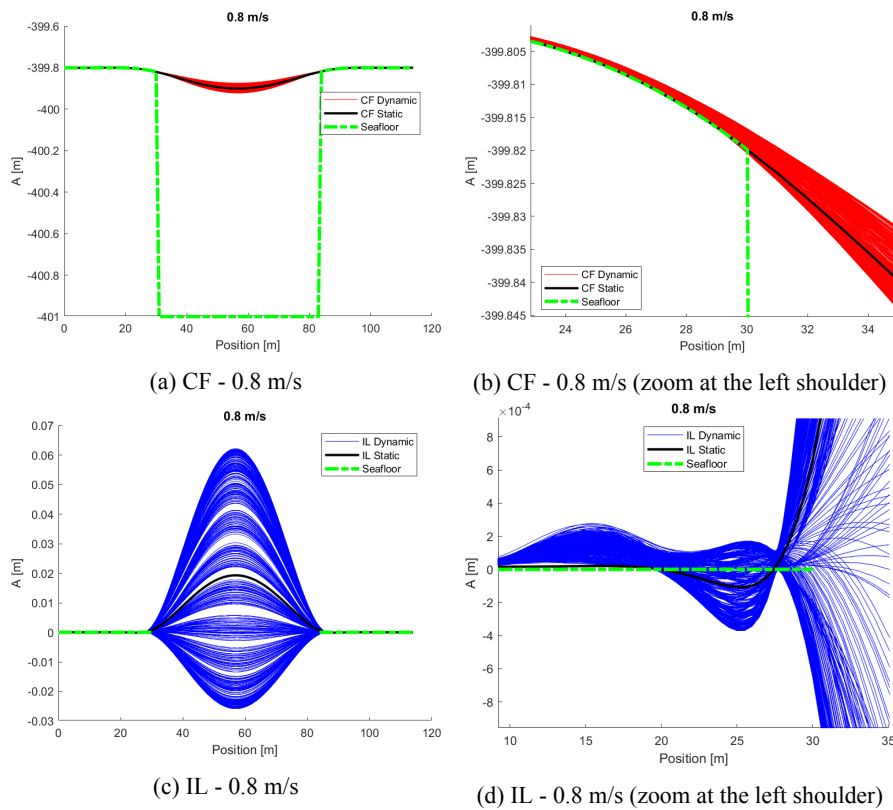 0.8 m/s
-399.6
-399.8
-400
-400.2
-400.4
-400.6
-400.8
-401
A [m]
CF Dynamic
CF Static
Seafloor
0 20 40 60 80 100 120
Position [m]
(a) CF - 0.8 m/s
0.8 m/s
-399.805
-399.81
-399.815
-399.82
-399.825
-399.83
-399.835
-399.84
-399.845
A [m]
CF Dynamic
CF Static
Seafloor
24 26 28 30 32 34
Position [m]
(b) CF - 0.8 m/s (zoom at the left shoulder)
0.8 m/s
0.07
0.06
0.05
0.04
0.03
0.02
0.01
0
-0.01
-0.02
-0.03
A [m]
IL Dynamic
IL Static
Seafloor
0 20 40 60 80 100 120
Position [m]
(c) IL - 0.8 m/s
×10⁻⁴
0.8 m/s
8
6
4
2
0
-2
-4
-6
-8
A [m]
IL Dynamic
IL Static
Seafloor
10 15 20 25 30 35
Position [m]
(d) IL - 0.8 m/s (zoom at the left shoulder)